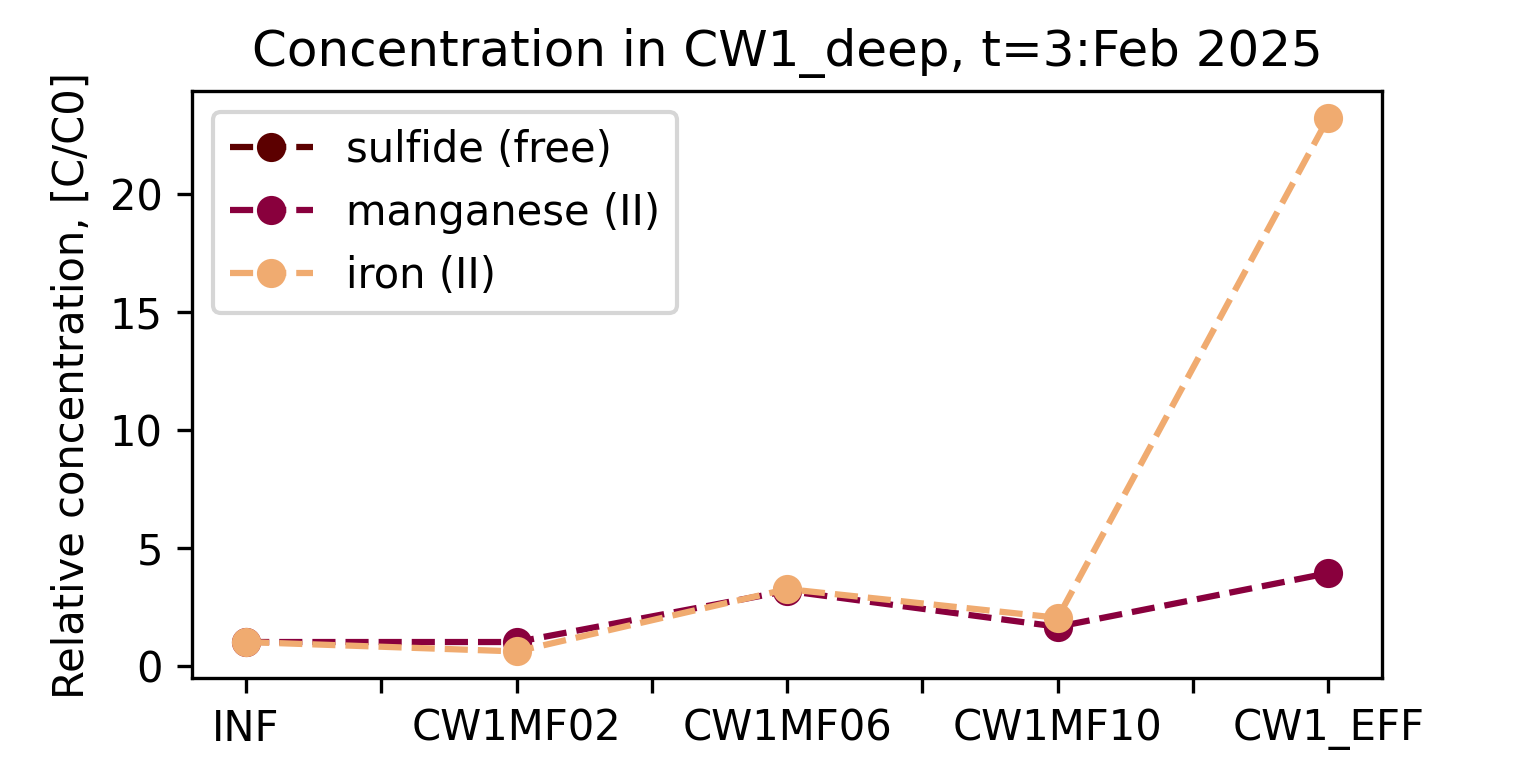 Concentration in CW1_deep, t=3:Feb 2025
Relative concentration, [C/C0]
20
15
10
5
0
sulfide (free)
manganese (II)
iron (II)
INF
CW1MF02
CW1MF06
CW1MF10
CW1_EFF